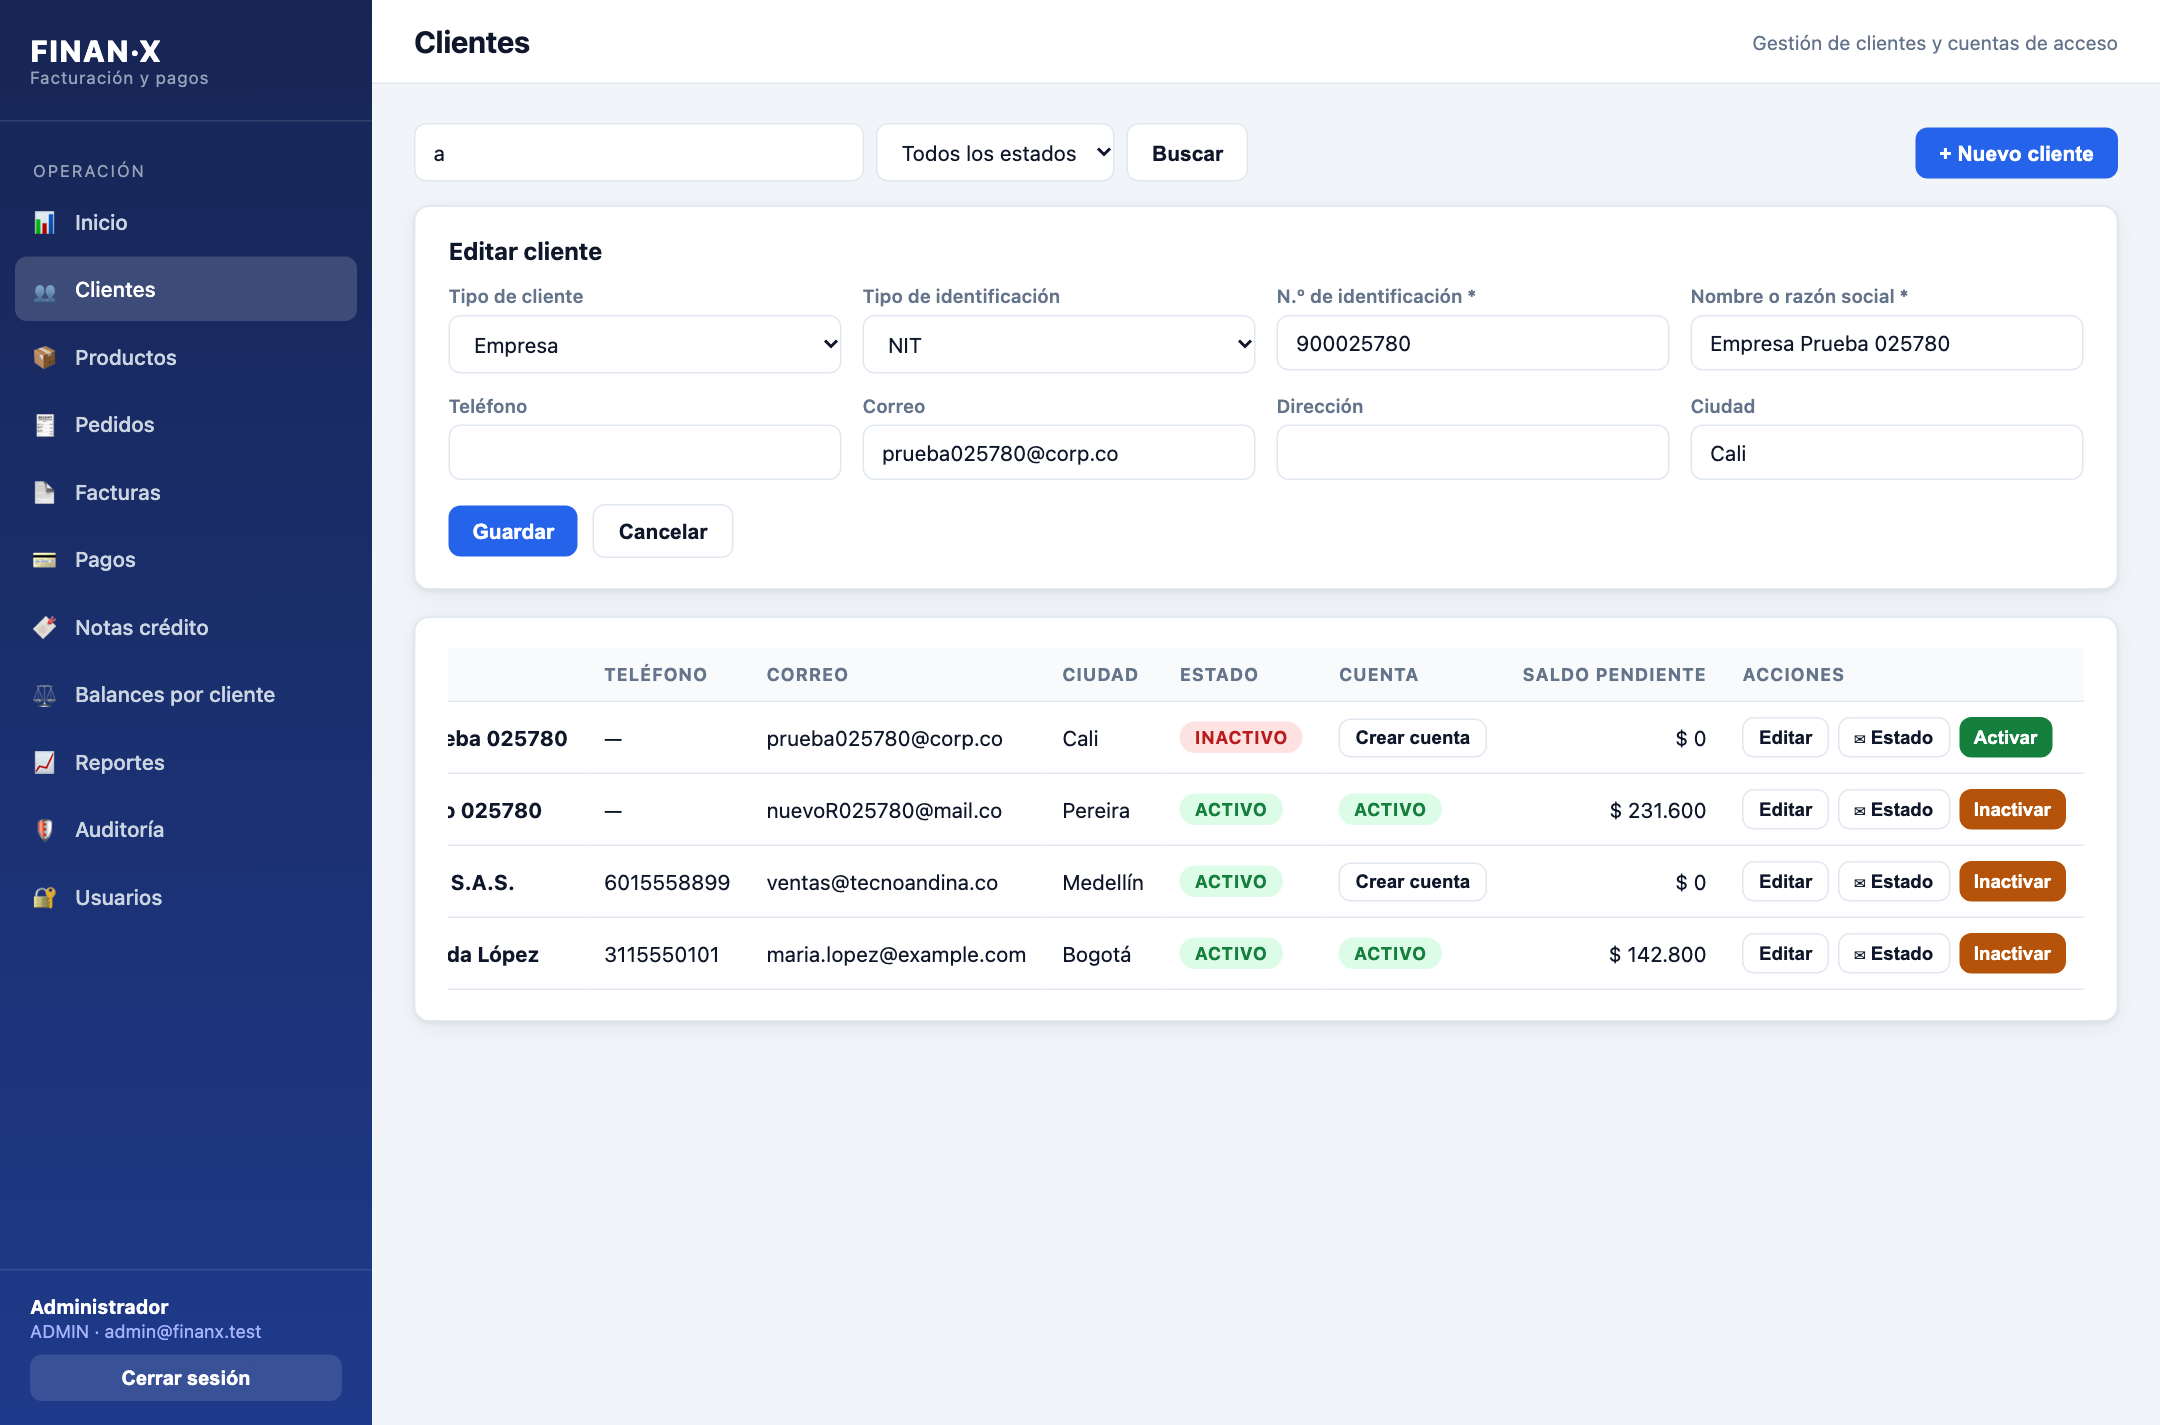 FINAN·X
Facturación y pagos
OPERACIÓN
Inicio
Clientes
Productos
Pedidos
Facturas
Pagos
Notas crédito
Balances por cliente
Reportes
Auditoría
Usuarios
Administrador
ADMIN · admin@finanx.test
Cerrar sesión
Clientes
Gestión de clientes y cuentas de acceso
a
Todos los estados
Buscar
+ Nuevo cliente
Editar cliente
Tipo de cliente
Tipo de identificación
N.º de identificación *
Nombre o razón social *
Empresa
NIT
900025780
Empresa Prueba 025780
Teléfono
Correo
Dirección
Ciudad
prueba025780@corp.co
Cali
Guardar
Cancelar
TELÉFONO CORREO CIUDAD ESTADO CUENTA SALDO PENDIENTE ACCIONES
eba 025780 — prueba025780@corp.co Cali INACTIVO Crear cuenta $ 0 Editar ✉ Estado Activar
o 025780 — nuevoR025780@mail.co Pereira ACTIVO ACTIVO $ 231.600 Editar ✉ Estado Inactivar
S.A.S. 6015558899 ventas@tecnoandina.co Medellín ACTIVO Crear cuenta $ 0 Editar ✉ Estado Inactivar
da López 3115550101 maria.lopez@example.com Bogotá ACTIVO ACTIVO $ 142.800 Editar ✉ Estado Inactivar